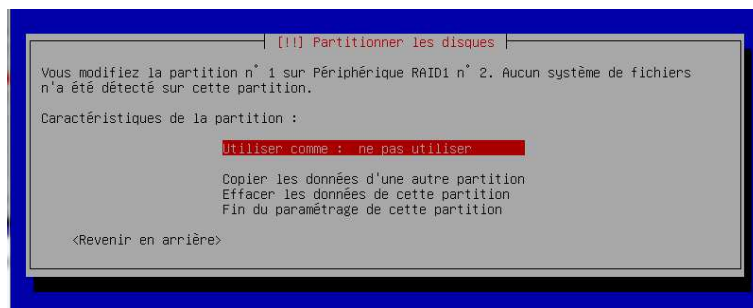 [!!] Partitionner les disques
Vous modifiez la partition n° 1 sur Périphérique RAID1 n° 2. Aucun système de fichiers
n'a été détecté sur cette partition.
Caractéristiques de la partition :
Utiliser comme : ne pas utiliser
Copier les données d'une autre partition
Effacer les données de cette partition
Fin du paramétrage de cette partition
<Revenir en arrière>